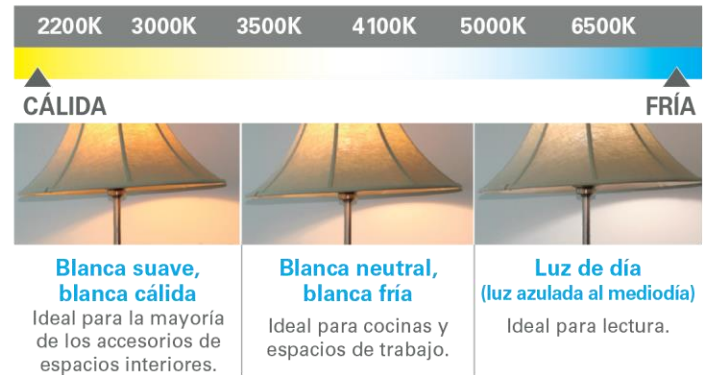 2200K 3000K 3500K 4100K 5000K 6500K
CÁLIDA FRÍA
Blanca suave,
blanca cálida
Ideal para la mayoría
de los accesorios de
espacios interiores.
Blanca neutral,
blanca fría
Ideal para cocinas y
espacios de trabajo.
Luz de día
(luz azulada al mediodía)
Ideal para lectura.